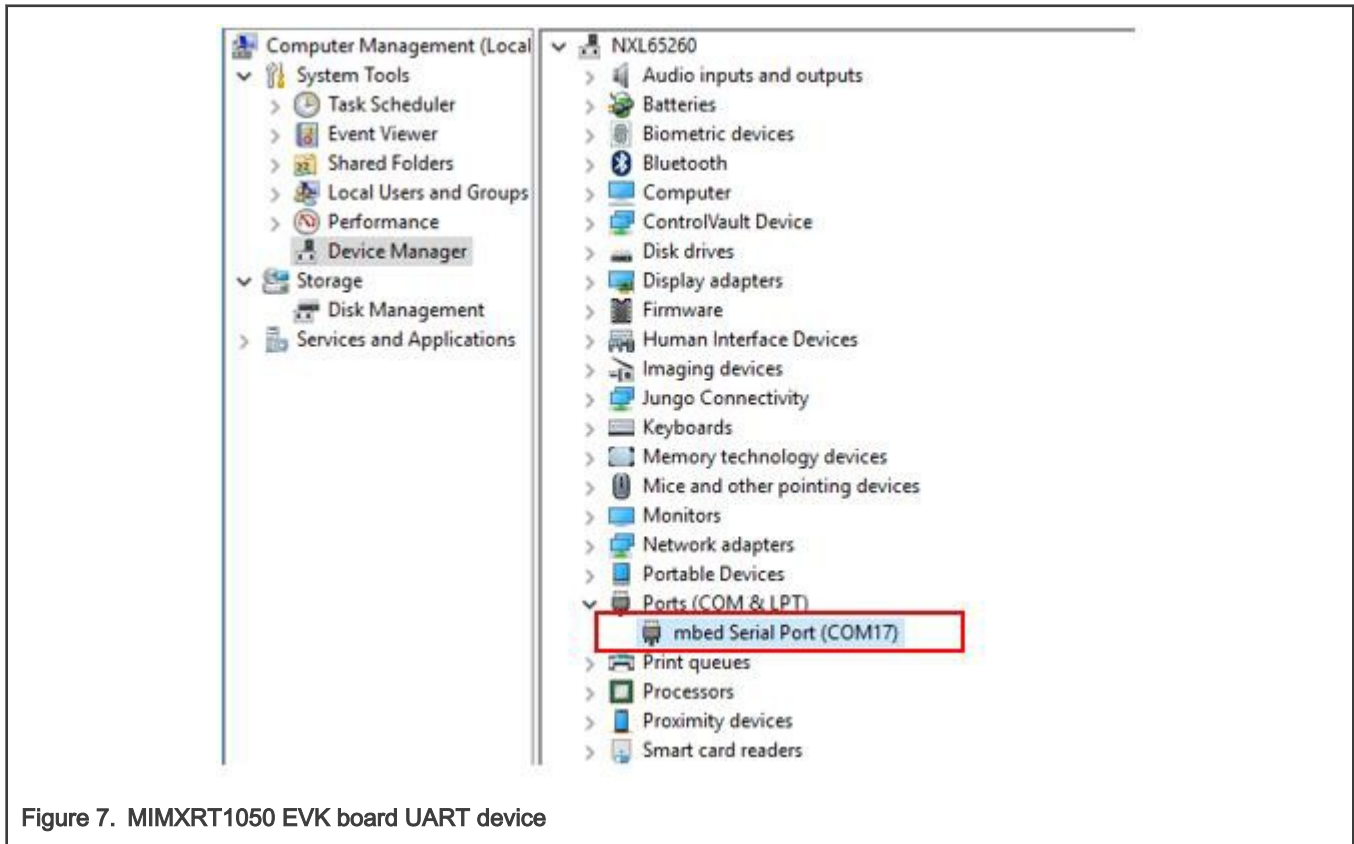 Computer Management (Local
System Tools
Task Scheduler
Event Viewer
Shared Folders
Local Users and Groups
Performance
Device Manager
Storage
Disk Management
Services and Applications
NXL65260
Audio inputs and outputs
Batteries
Biometric devices
Bluetooth
Computer
ControlVault Device
Disk drives
Display adapters
Firmware
Human Interface Devices
Imaging devices
Jungo Connectivity
Keyboards
Memory technology devices
Mice and other pointing devices
Monitors
Network adapters
Portable Devices
Ports (COM & LPT)
mbed Serial Port (COM17)
Print queues
Processors
Proximity devices
Smart card readers
Figure 7. MIMXRT1050 EVK board UART device